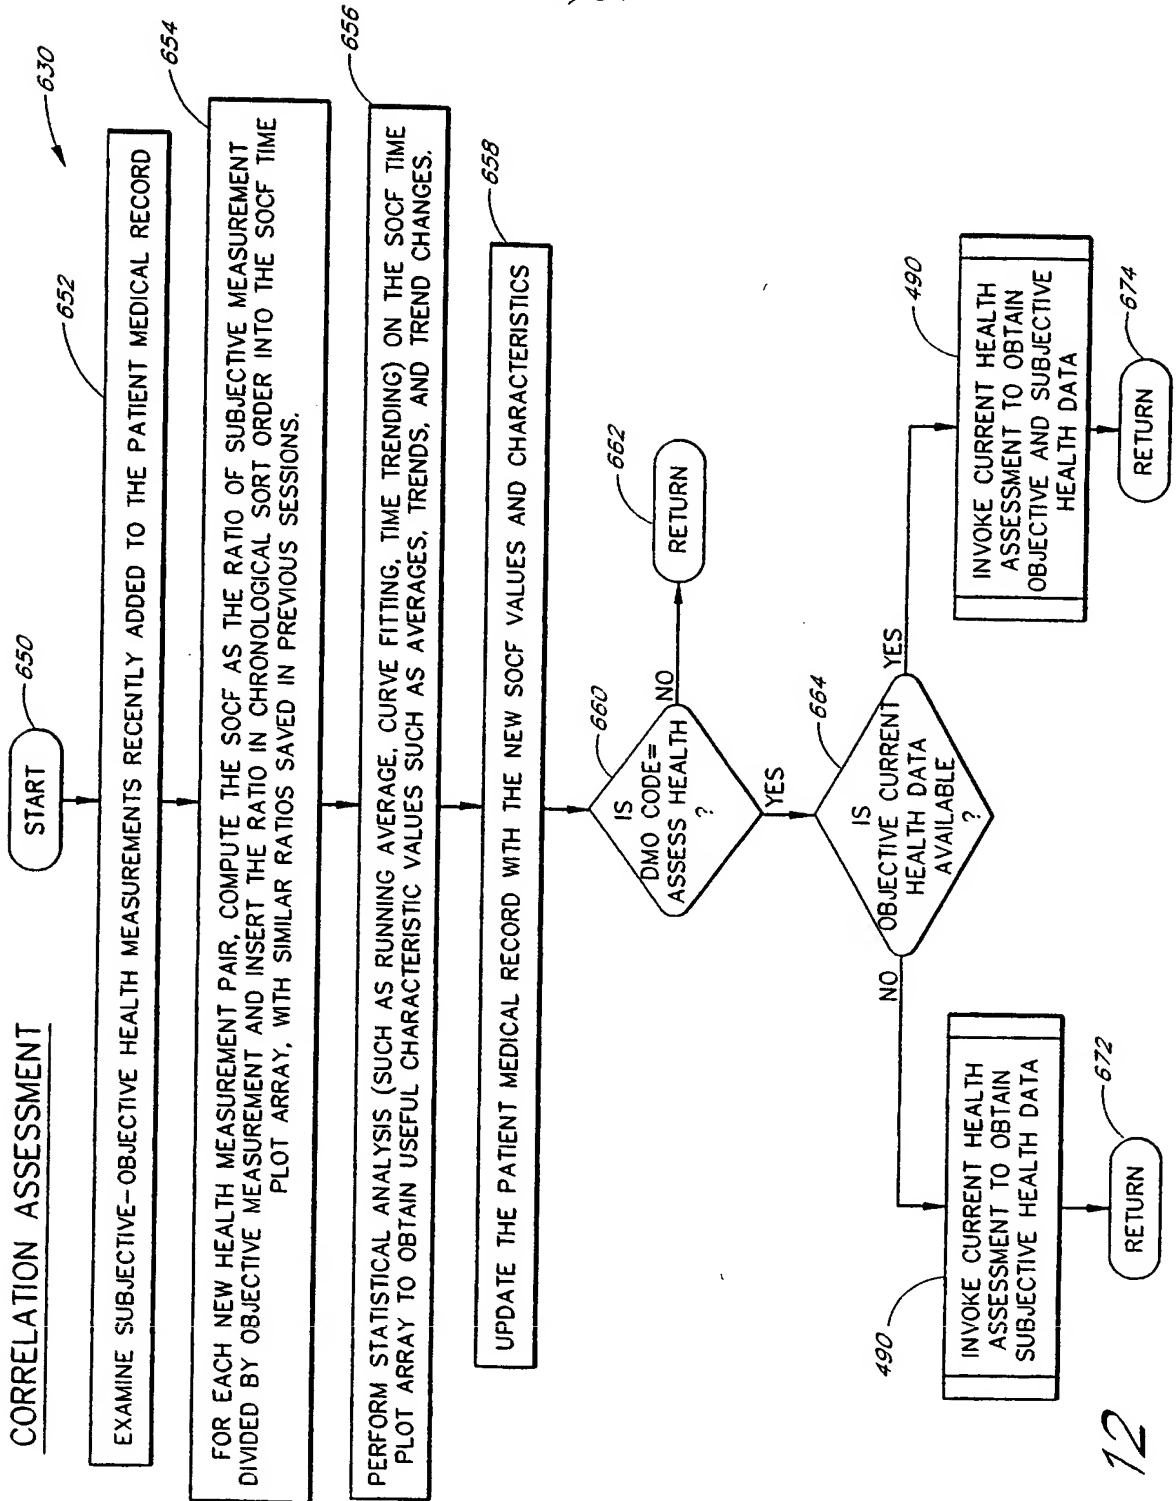 CORRELATION ASSESSMENT
630
START
650
EXAMINE SUBJECTIVE-OBJECTIVE HEALTH MEASUREMENTS RECENTLY ADDED TO THE PATIENT MEDICAL RECORD
652
FOR EACH NEW HEALTH MEASUREMENT PAIR, COMPUTE THE SOCF AS THE RATIO OF SUBJECTIVE MEASUREMENT
DIVIDED BY OBJECTIVE MEASUREMENT AND INSERT THE RATIO IN CHRONOLOGICAL SORT ORDER INTO THE SOCF TIME
PLOT ARRAY, WITH SIMILAR RATIOS SAVED IN PREVIOUS SESSIONS.
654
PERFORM STATISTICAL ANALYSIS (SUCH AS RUNNING AVERAGE, CURVE FITTING, TIME TRENDING) ON THE SOCF TIME
PLOT ARRAY TO OBTAIN USEFUL CHARACTERISTIC VALUES SUCH AS AVERAGES, TRENDS, AND TREND CHANGES.
656
UPDATE THE PATIENT MEDICAL RECORD WITH THE NEW SOCF VALUES AND CHARACTERISTICS
658
IS
DMO CODE=
ASSESS HEALTH
?
660
NO
RETURN
662
YES
IS
OBJECTIVE CURRENT
HEALTH DATA
AVAILABLE
?
664
NO
YES
INVOKE CURRENT HEALTH
ASSESSMENT TO OBTAIN
SUBJECTIVE HEALTH DATA
490
RETURN
672
INVOKE CURRENT HEALTH
ASSESSMENT TO OBTAIN
OBJECTIVE AND SUBJECTIVE
HEALTH DATA
490
RETURN
674
12